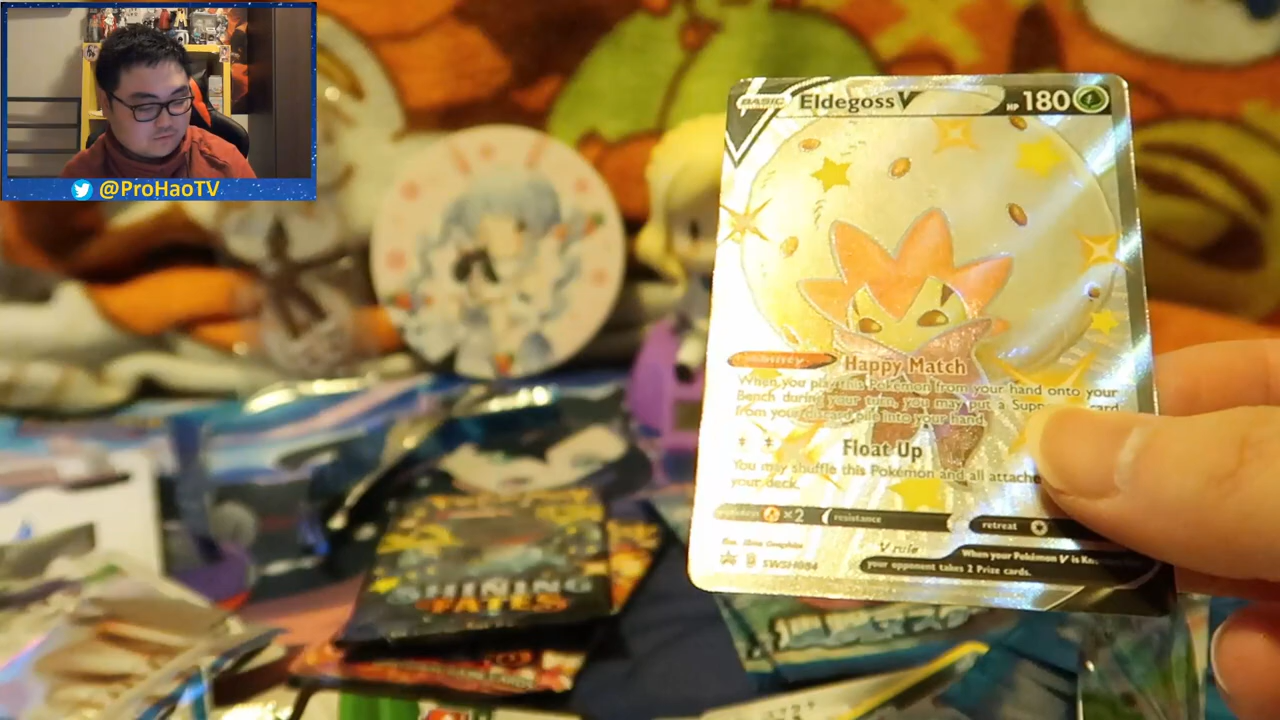 @ProHaoTV
BASIC Eldegoss V HP 180
Happy Match
When you play this Pokémon from your hand onto your
Bench during your turn, you may put a card
from your discard pile into your hand.
Float Up
You may shuffle this Pokémon and all
your deck.
weakness ×2 resistance retreat
V rule
When your Pokémon V is
your opponent takes 2 Prize cards.
SWSH084
SHINING
FATES